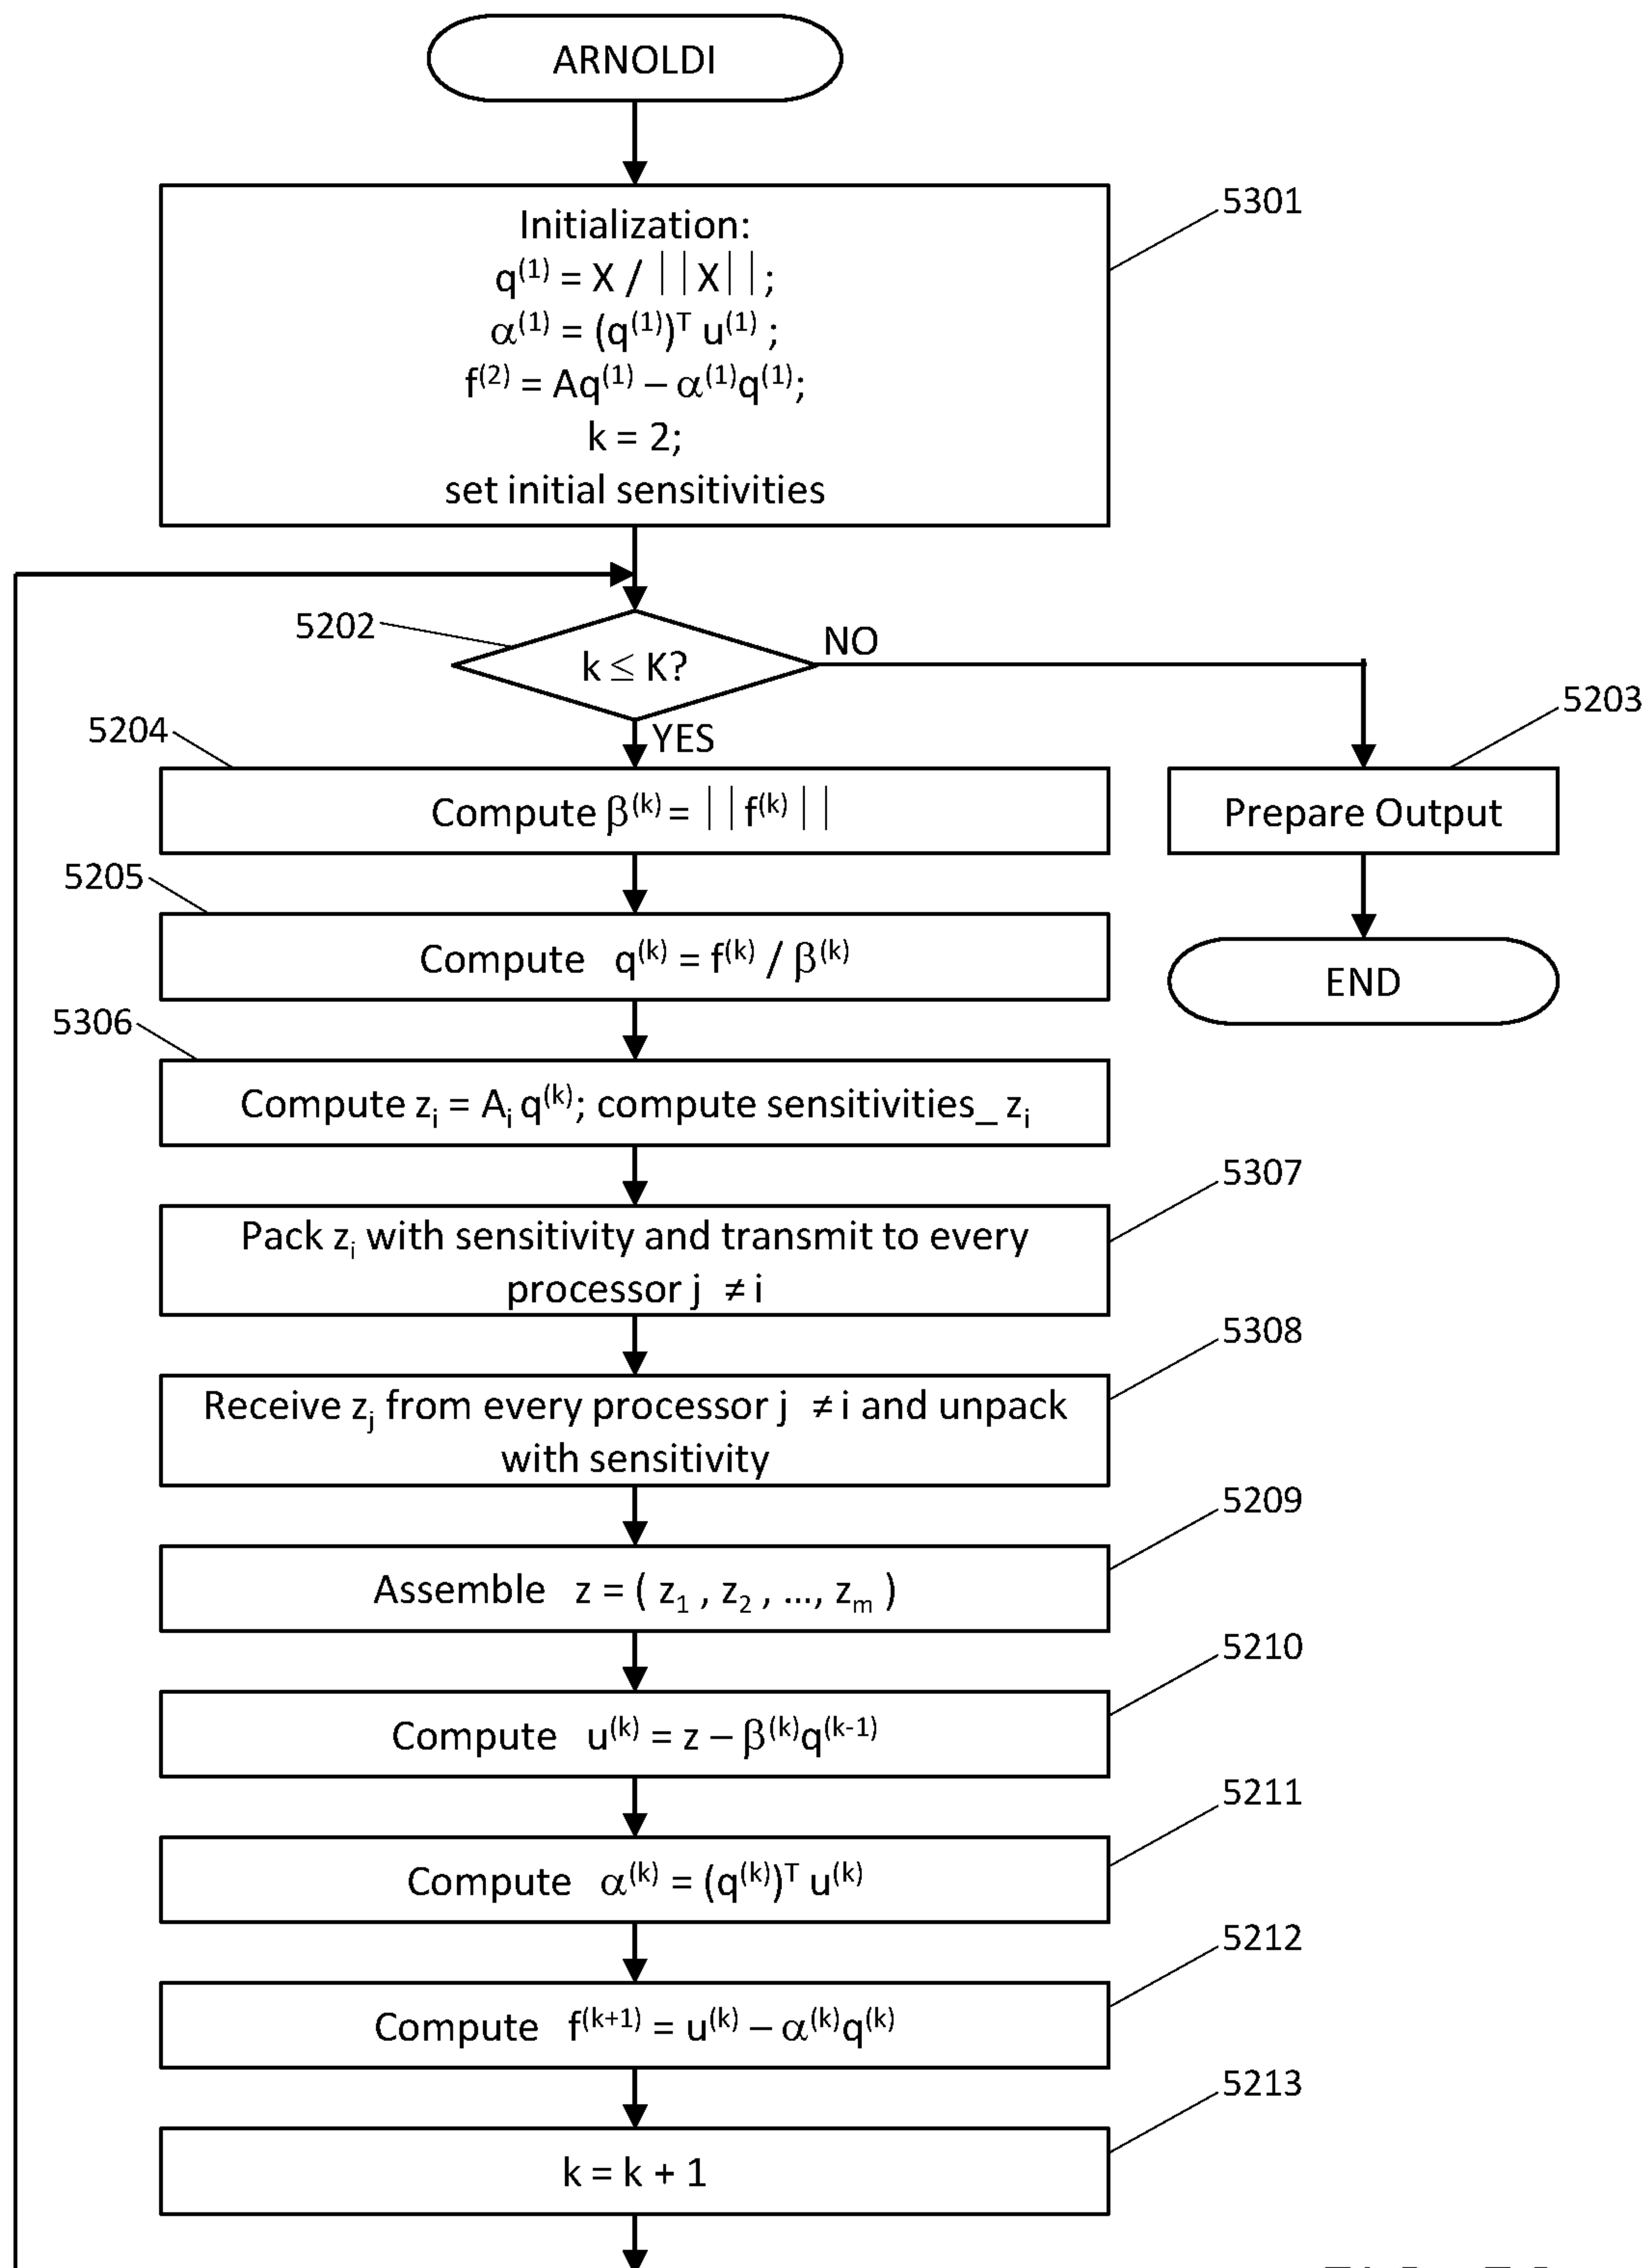 ARNOLDI
5301
Initialization:
q⁽¹⁾ = X / ||X||;
α⁽¹⁾ = (q⁽¹⁾)ᵀ u⁽¹⁾ ;
f⁽²⁾ = Aq⁽¹⁾ – α⁽¹⁾q⁽¹⁾;
k = 2;
set initial sensitivities
5202
k ≤ K?
NO
YES
5203
Prepare Output
END
5204
Compute β⁽ᵏ⁾ = ||f⁽ᵏ⁾||
5205
Compute q⁽ᵏ⁾ = f⁽ᵏ⁾ / β⁽ᵏ⁾
5306
Compute zᵢ = Aᵢ q⁽ᵏ⁾; compute sensitivities_ zᵢ
5307
Pack zᵢ with sensitivity and transmit to every
processor j ≠ i
5308
Receive zⱼ from every processor j ≠ i and unpack
with sensitivity
5209
Assemble z = ( z₁ , z₂ , ..., zₘ )
5210
Compute u⁽ᵏ⁾ = z – β⁽ᵏ⁾q⁽ᵏ⁻¹⁾
5211
Compute α⁽ᵏ⁾ = (q⁽ᵏ⁾)ᵀ u⁽ᵏ⁾
5212
Compute f⁽ᵏ⁺¹⁾ = u⁽ᵏ⁾ – α⁽ᵏ⁾q⁽ᵏ⁾
5213
k = k + 1